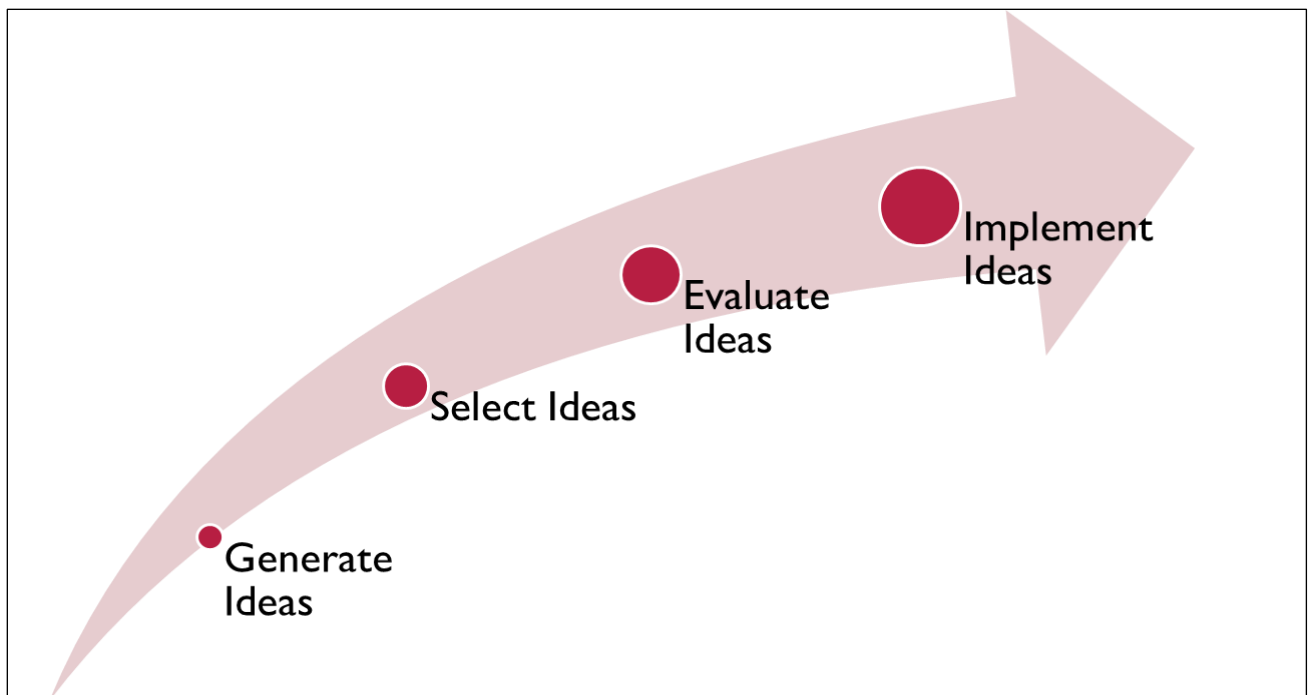 Generate
Ideas
Select Ideas
Evaluate
Ideas
Implement
Ideas